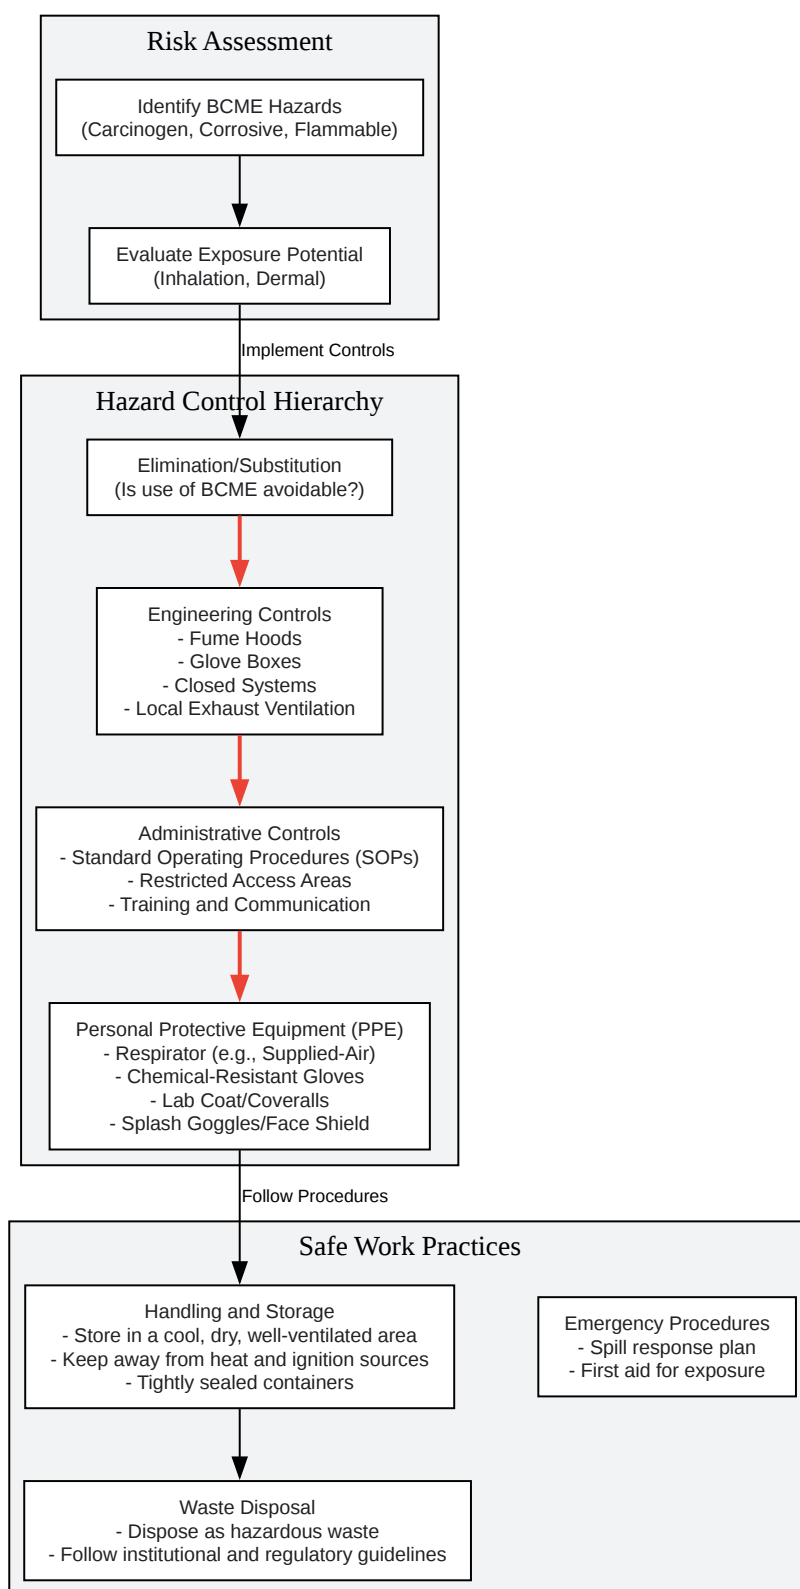 Risk Assessment
Identify BCME Hazards
(Carcinogen, Corrosive, Flammable)
Evaluate Exposure Potential
(Inhalation, Dermal)
Implement Controls
Hazard Control Hierarchy
Elimination/Substitution
(Is use of BCME avoidable?)
Engineering Controls
- Fume Hoods
- Glove Boxes
- Closed Systems
- Local Exhaust Ventilation
Administrative Controls
- Standard Operating Procedures (SOPs)
- Restricted Access Areas
- Training and Communication
Personal Protective Equipment (PPE)
- Respirator (e.g., Supplied-Air)
- Chemical-Resistant Gloves
- Lab Coat/Coveralls
- Splash Goggles/Face Shield
Follow Procedures
Safe Work Practices
Handling and Storage
- Store in a cool, dry, well-ventilated area
- Keep away from heat and ignition sources
- Tightly sealed containers
Emergency Procedures
- Spill response plan
- First aid for exposure
Waste Disposal
- Dispose as hazardous waste
- Follow institutional and regulatory guidelines